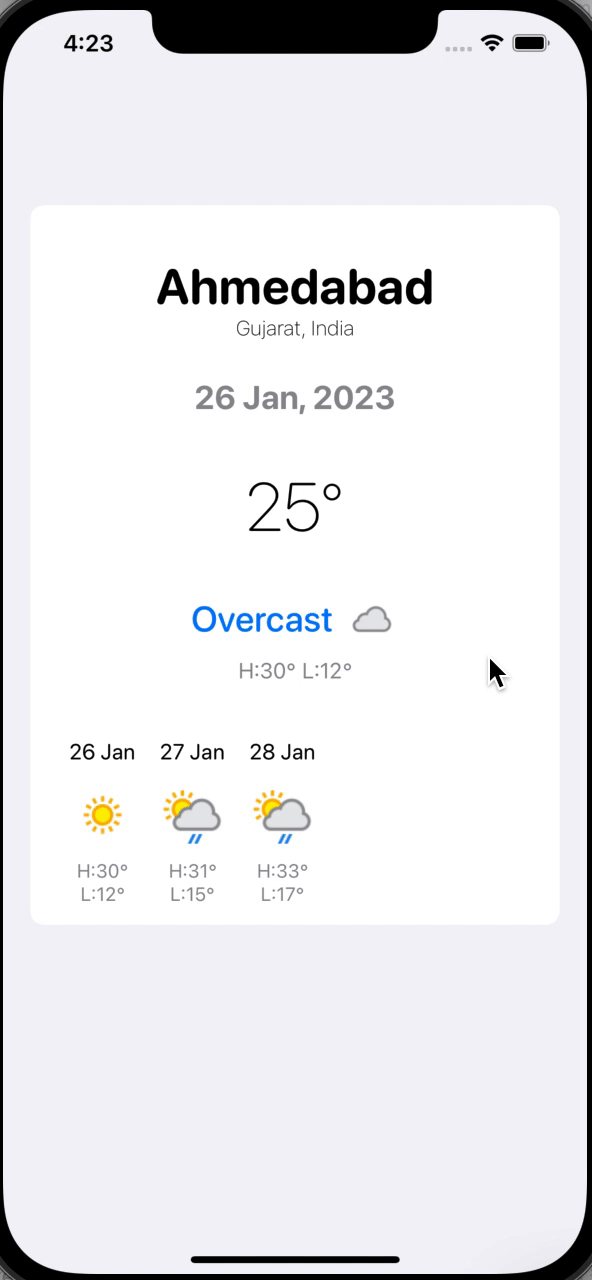 4:23
Ahmedabad
Gujarat, India
26 Jan, 2023
25°
Overcast
H:30° L:12°
26 Jan 27 Jan 28 Jan
H:30° H:31° H:33°
L:12° L:15° L:17°